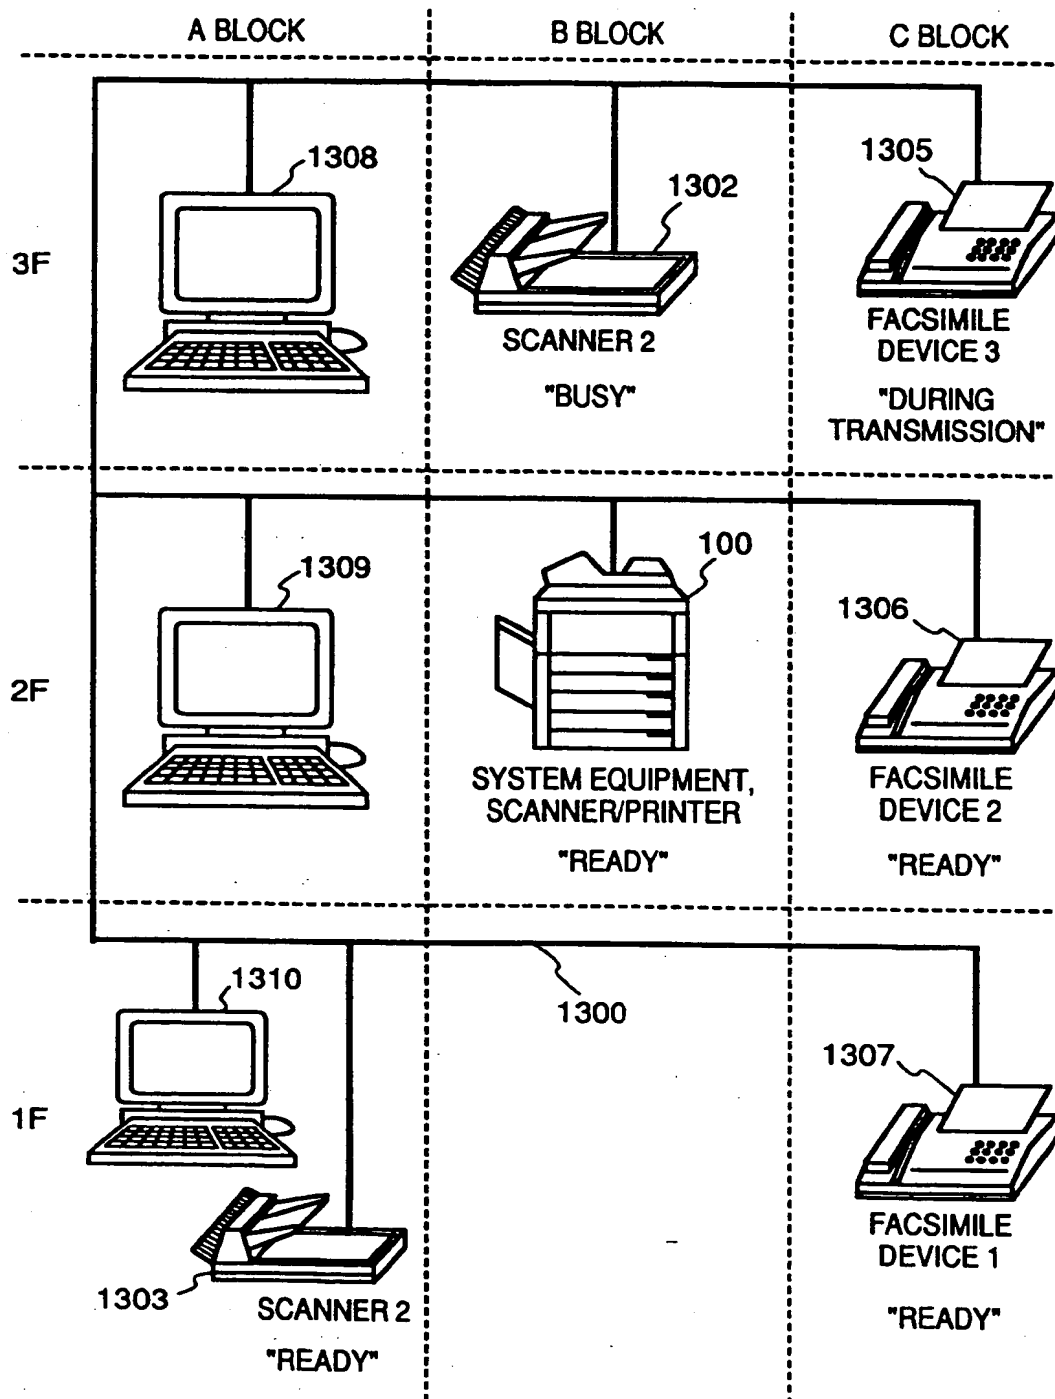 A BLOCK
B BLOCK
C BLOCK
3F
1308
1302
SCANNER 2
"BUSY"
1305
FACSIMILE
DEVICE 3
"DURING
TRANSMISSION"
2F
1309
100
SYSTEM EQUIPMENT,
SCANNER/PRINTER
"READY"
1306
FACSIMILE
DEVICE 2
"READY"
1F
1310
1300
1303
SCANNER 2
"READY"
1307
FACSIMILE
DEVICE 1
"READY"